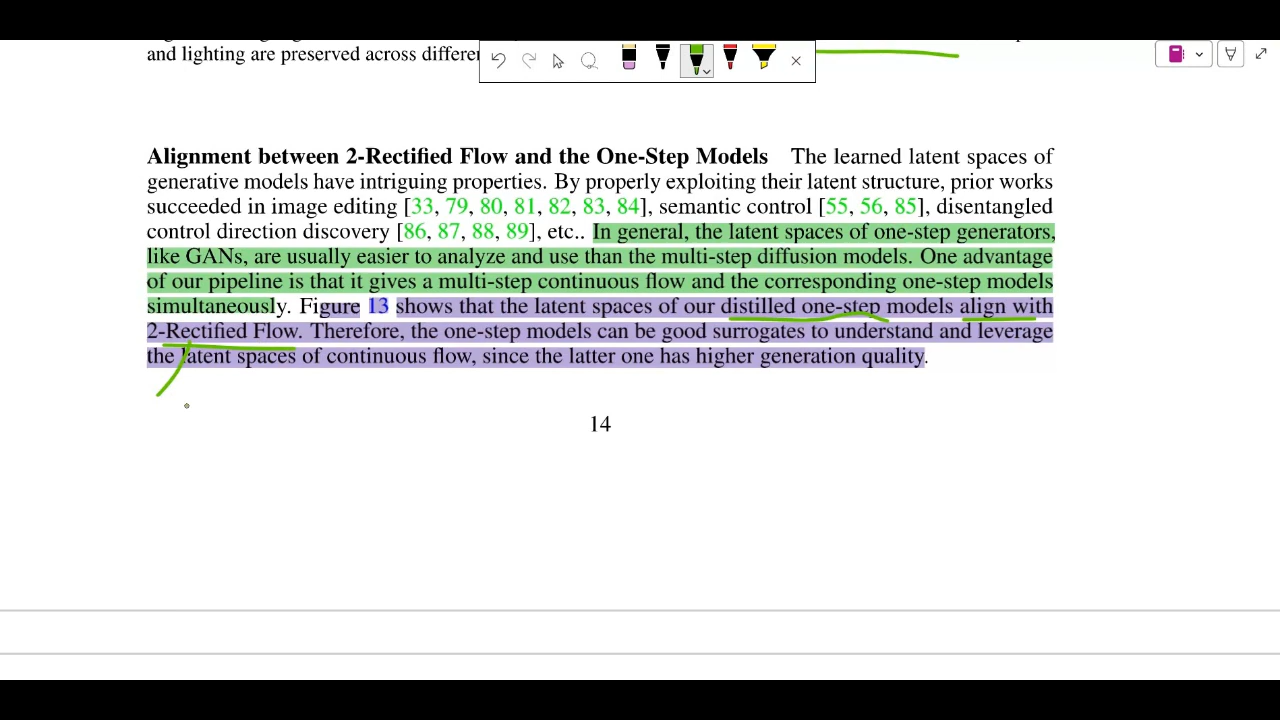 and lighting are preserved across
Alignment between 2-Rectified Flow and the One-Step Models The learned latent spaces of
generative models have intriguing properties. By properly exploiting their latent structure, prior works
succeeded in image editing [33, 79, 80, 81, 82, 83, 84], semantic control [55, 56, 85], disentangled
control direction discovery [86, 87, 88, 89], etc.. In general, the latent spaces of one-step generators,
like GANs, are usually easier to analyze and use than the multi-step diffusion models. One advantage
of our pipeline is that it gives a multi-step continuous flow and the corresponding one-step models
simultaneously. Figure 13 shows that the latent spaces of our distilled one-step models align with
2-Rectified Flow. Therefore, the one-step models can be good surrogates to understand and leverage
the latent spaces of continuous flow, since the latter one has higher generation quality.
14